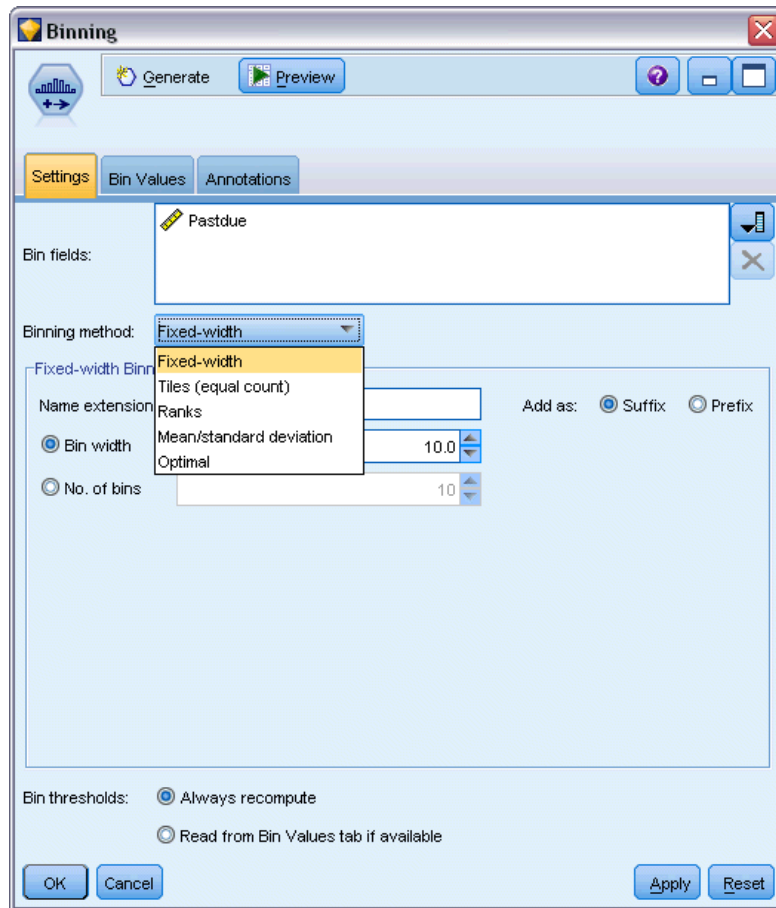 Binning
Generate Preview
Settings Bin Values Annotations
Bin fields: Pastdue
Binning method: Fixed-width
Fixed-width
Fixed-width Binn
Tiles (equal count)
Name extension Ranks Add as: Suffix Prefix
Bin width Mean/standard deviation 10.0
Optimal
No. of bins 10
Bin thresholds: Always recompute
Read from Bin Values tab if available
OK Cancel Apply Reset